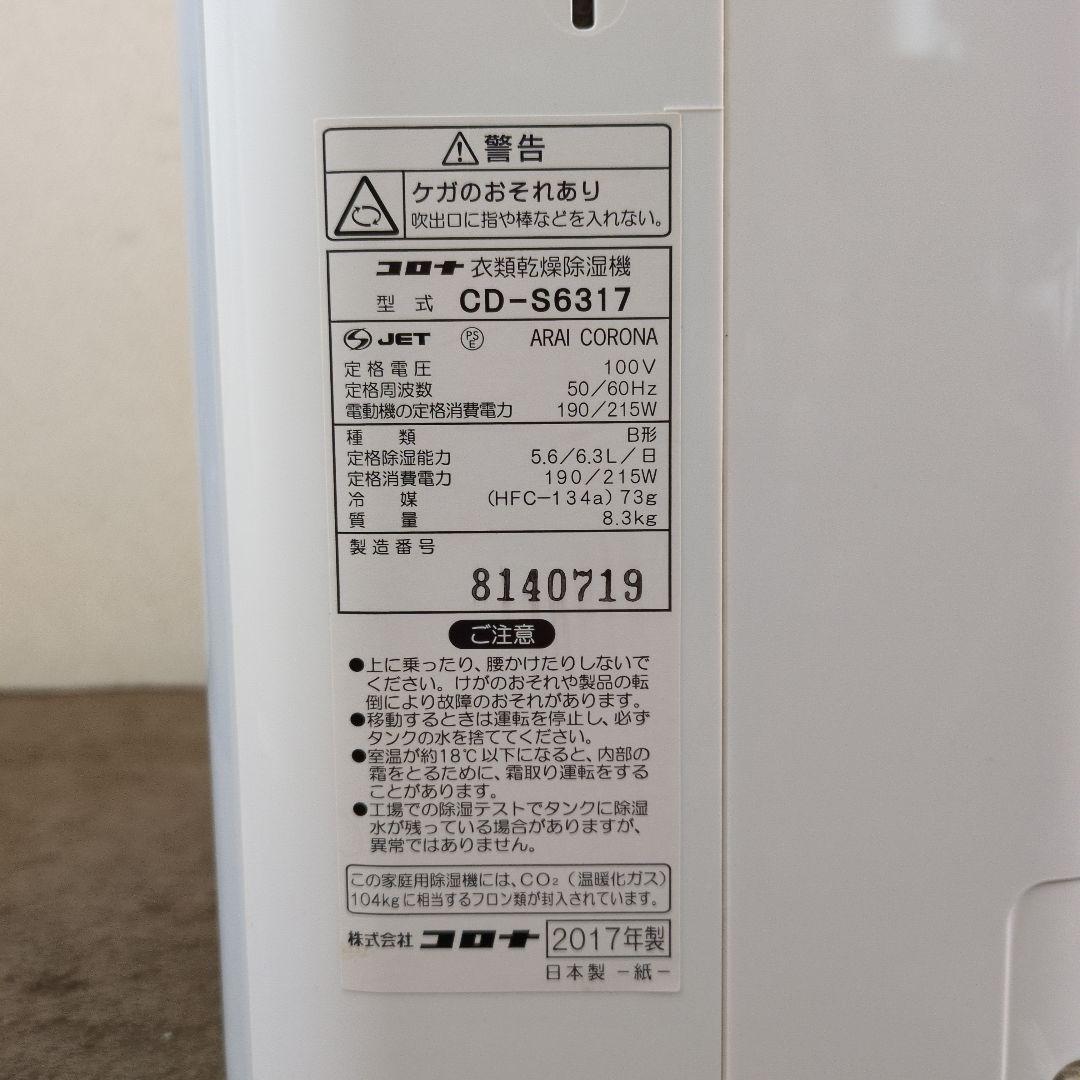 警告
ケガのおそれあり
吹出口に指や棒などを入れない。
コロナ 衣類乾燥除湿機
型式 CD-S6317
JET PSE ARAI CORONA
定格電圧 100V
定格周波数 50/60Hz
電動機の定格消費電力 190/215W
種類 B形
定格除湿能力 5.6/6.3L/日
定格消費電力 190/215W
冷媒 (HFC-134a) 73g
質量 8.3kg
製造番号
8140719
ご注意
●上に乗ったり、腰かけたりしないで
ください。けがのおそれや製品の転
倒により故障のおそれがあります。
●移動するときは運転を停止し、必ず
タンクの水を捨ててください。
●室温が約18℃以下になると、内部の
霜をとるために、霜取り運転をする
ことがあります。
●工場での除湿テストでタンクに除湿
水が残っている場合がありますが、
異常ではありません。
この家庭用除湿機には、CO₂(温暖化ガス)
104kgに相当するフロン類が封入されています。
株式会社 コロナ 2017年製
日本製 -紙-